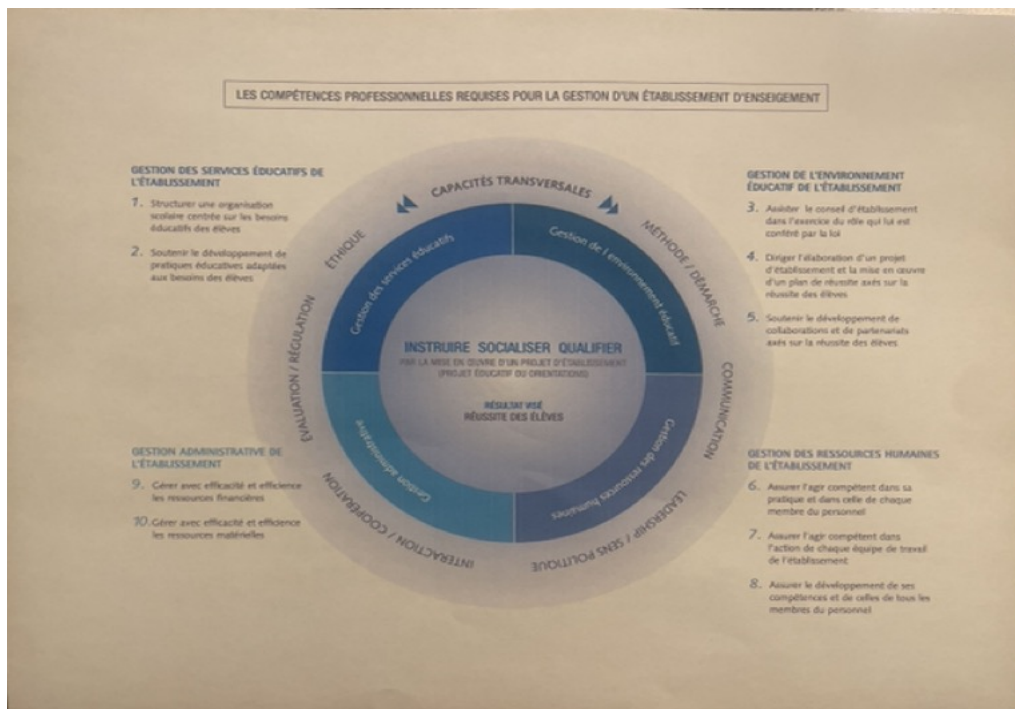 LES COMPÉTENCES PROFESSIONNELLES REQUISES POUR LA GESTION D'UN ÉTABLISSEMENT D'ENSEIGEMENT
GESTION DES SERVICES ÉDUCATIFS DE
L'ÉTABLISSEMENT
1. Structurer une organisation
scolaire centrée sur les besoins
éducatifs des élèves
2. Soutenir le développement de
pratiques éducatives adaptées
aux besoins des élèves
GESTION DE L'ENVIRONNEMENT
ÉDUCATIF DE L'ÉTABLISSEMENT
3. Assister le conseil d'établissement
dans l'exercice du rôle qui lui est
conféré par la loi
4. Diriger l'élaboration d'un projet
d'établissement et la mise en œuvre
d'un plan de réussite axés sur la
réussite des élèves
5. Soutenir le développement de
collaborations et de partenariats
axés sur la réussite des élèves
CAPACITÉS TRANSVERSALES
MÉTHODE / DÉMARCHE
COMMUNICATION
LEADERSHIP / SENS POLITIQUE
INTERACTION / COOPÉRATION
ÉVALUATION / RÉGULATION
ÉTHIQUE
Gestion des services éducatifs
Gestion de l'environnement éducatif
Gestion des ressources humaines
Gestion administrative
INSTRUIRE SOCIALISER QUALIFIER
PAR LA MISE EN ŒUVRE D'UN PROJET D'ÉTABLISSEMENT
(PROJET ÉDUCATIF OU ORIENTATIONS)
RÉSULTAT VISÉ
RÉUSSITE DES ÉLÈVES
GESTION ADMINISTRATIVE DE
L'ÉTABLISSEMENT
9. Gérer avec efficacité et efficience
les ressources financières
10. Gérer avec efficacité et efficience
les ressources matérielles
GESTION DES RESSOURCES HUMAINES
DE L'ÉTABLISSEMENT
6. Assurer l'agir compétent dans sa
pratique et dans celle de chaque
membre du personnel
7. Assurer l'agir compétent dans
l'action de chaque équipe de travail
de l'établissement
8. Assurer le développement de ses
compétences et de celles de tous les
membres du personnel